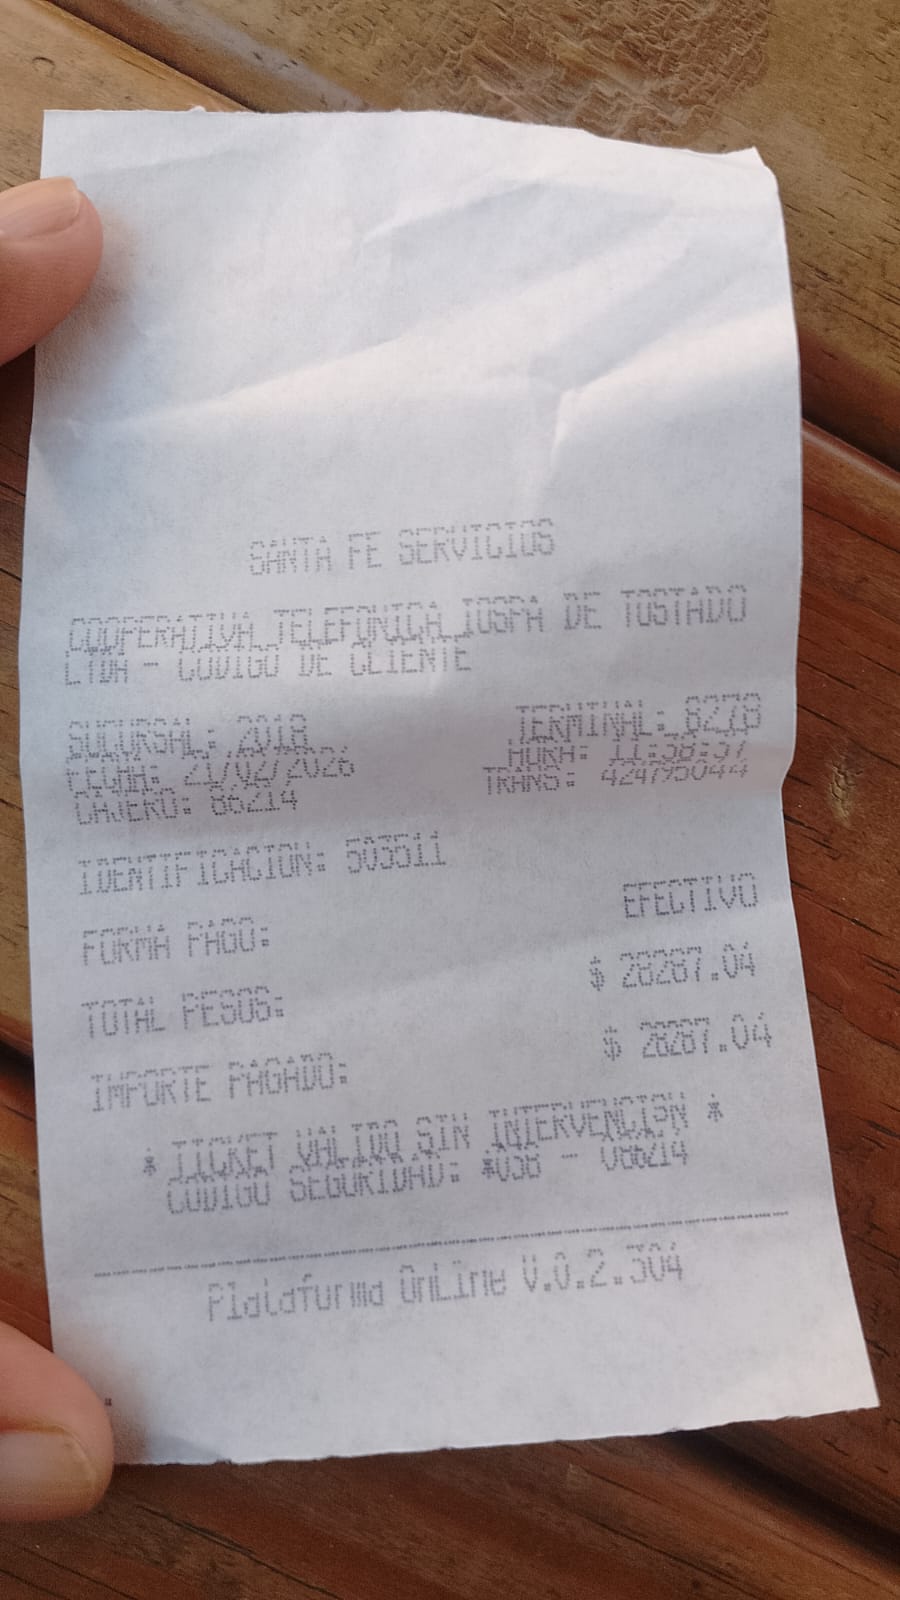 SANTA FE SERVICIOS
COOPERATIVA TELEFONICA IOSPA DE TOSTADO
LTDA - CODIGO DE CLIENTE
SUCURSAL: 2018 TERMINAL: 8278
FECHA: 21/02/2026 HORA: 11:38:37
CAJERO: 86214 TRANS: 424795044
IDENTIFICACION: 503511
FORMA PAGO: EFECTIVO
TOTAL PESOS: $ 28287.04
IMPORTE PAGADO: $ 28287.04
* TICKET VALIDO SIN INTERVENCION *
CODIGO SEGURIDAD: *038 - 086214
Plataforma OnLine V.0.2.304